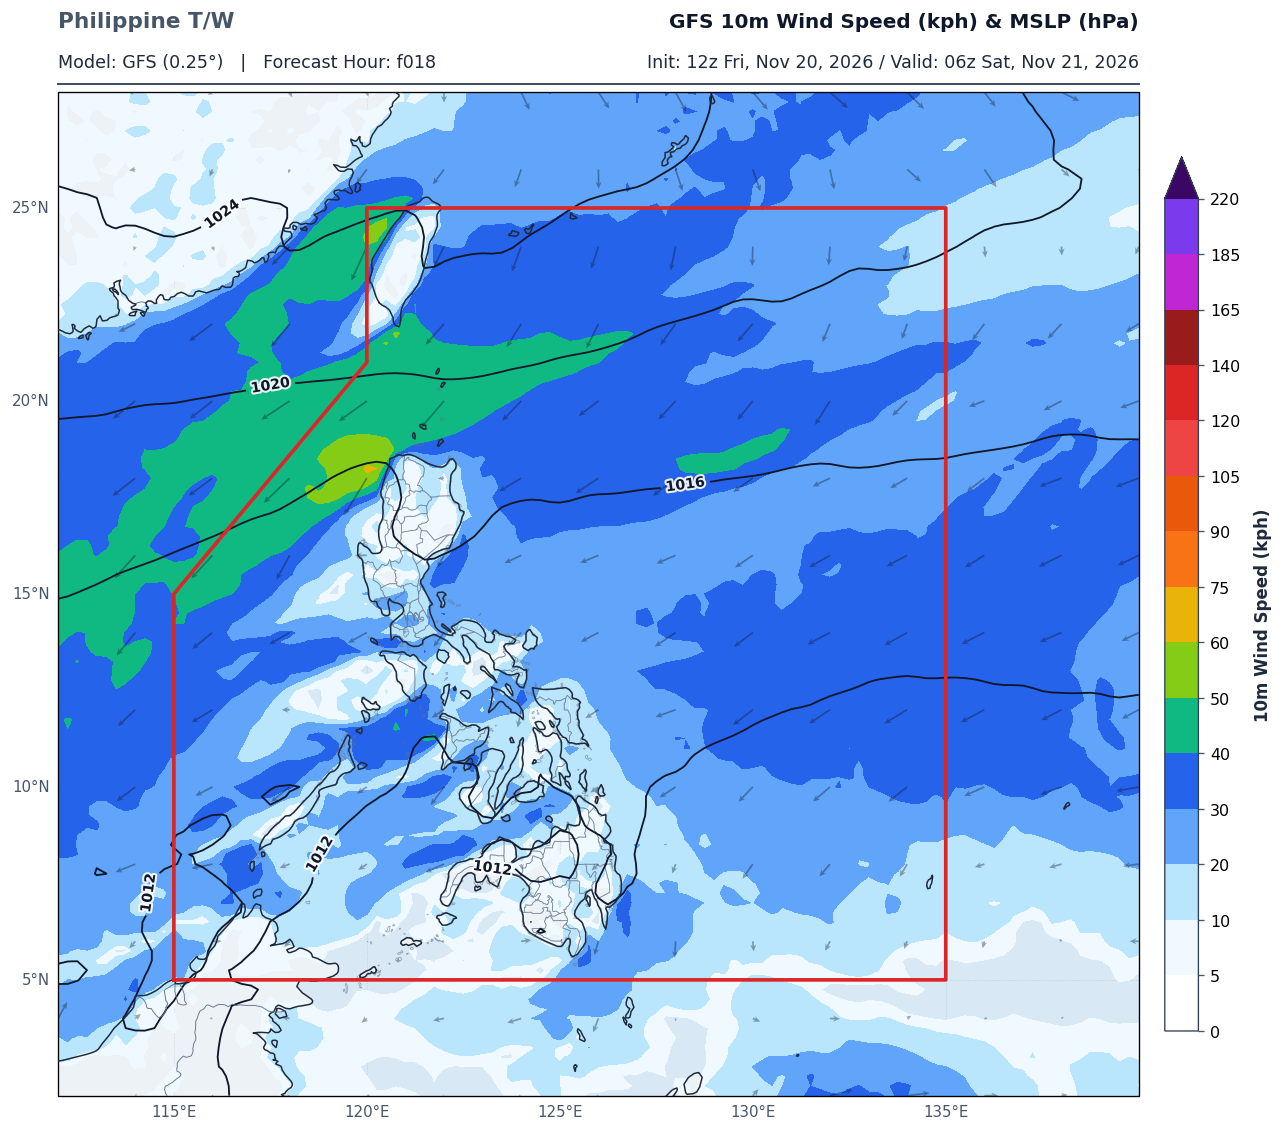 Philippine T/W
GFS 10m Wind Speed (kph) & MSLP (hPa)
Model: GFS (0.25°) | Forecast Hour: f018
Init: 12z Fri, Nov 20, 2026 / Valid: 06z Sat, Nov 21, 2026
25°N
20°N
15°N
10°N
5°N
115°E
120°E
125°E
130°E
135°E
1024
1020
1016
1012
1012
1012
220
185
165
140
120
105
90
75
60
50
40
30
20
10
5
0
10m Wind Speed (kph)